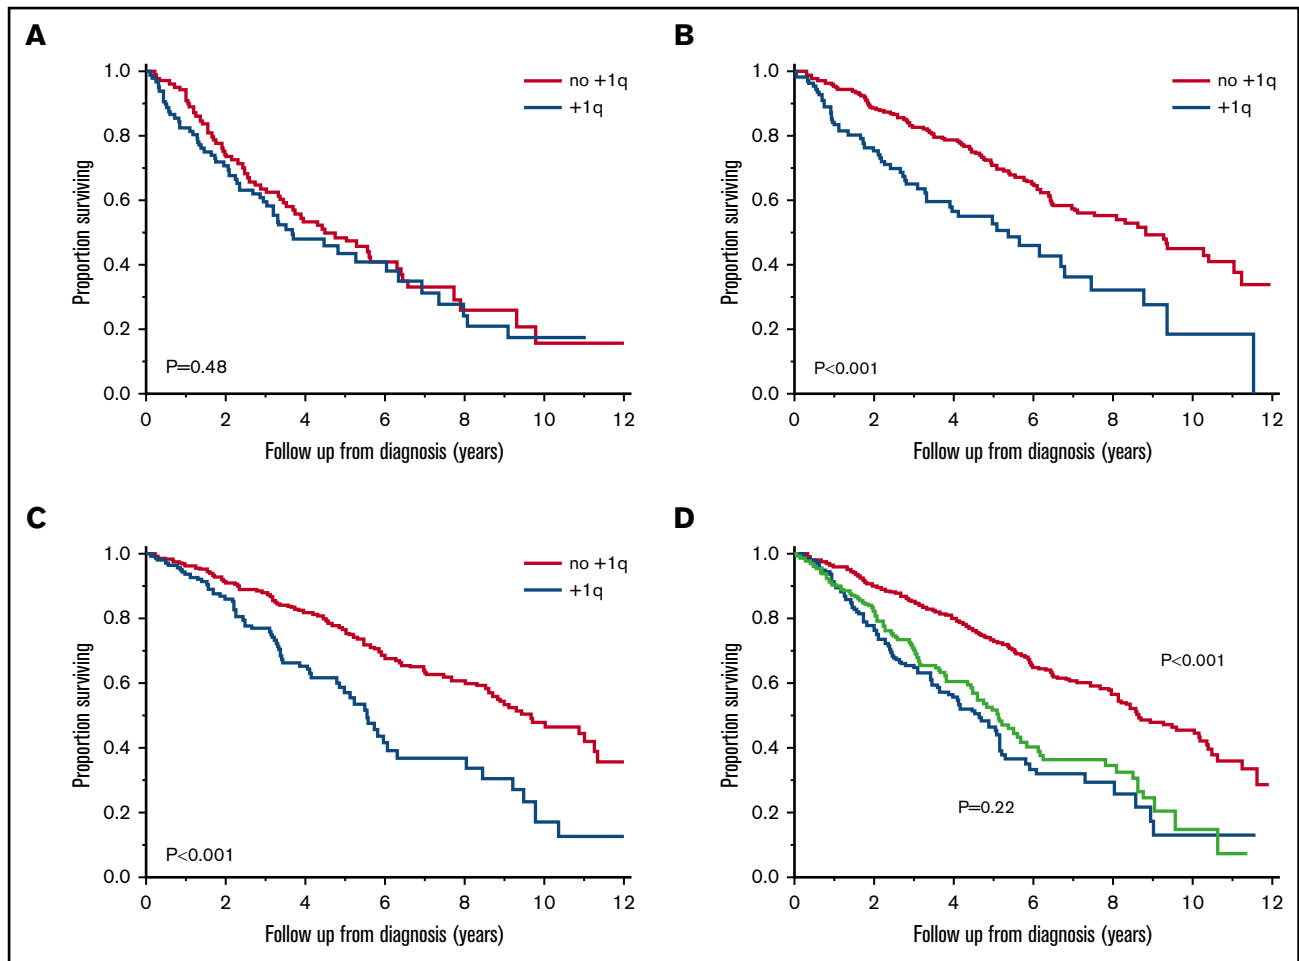 A
1.0
0.8
0.6
0.4
0.2
0.0
Proportion surviving
no +1q
+1q
P=0.48
0 2 4 6 8 10 12
Follow up from diagnosis (years)
B
1.0
0.8
0.6
0.4
0.2
0.0
Proportion surviving
no +1q
+1q
P<0.001
0 2 4 6 8 10 12
Follow up from diagnosis (years)
C
1.0
0.8
0.6
0.4
0.2
0.0
Proportion surviving
no +1q
+1q
P<0.001
0 2 4 6 8 10 12
Follow up from diagnosis (years)
D
1.0
0.8
0.6
0.4
0.2
0.0
Proportion surviving
P<0.001
P=0.22
0 2 4 6 8 10 12
Follow up from diagnosis (years)